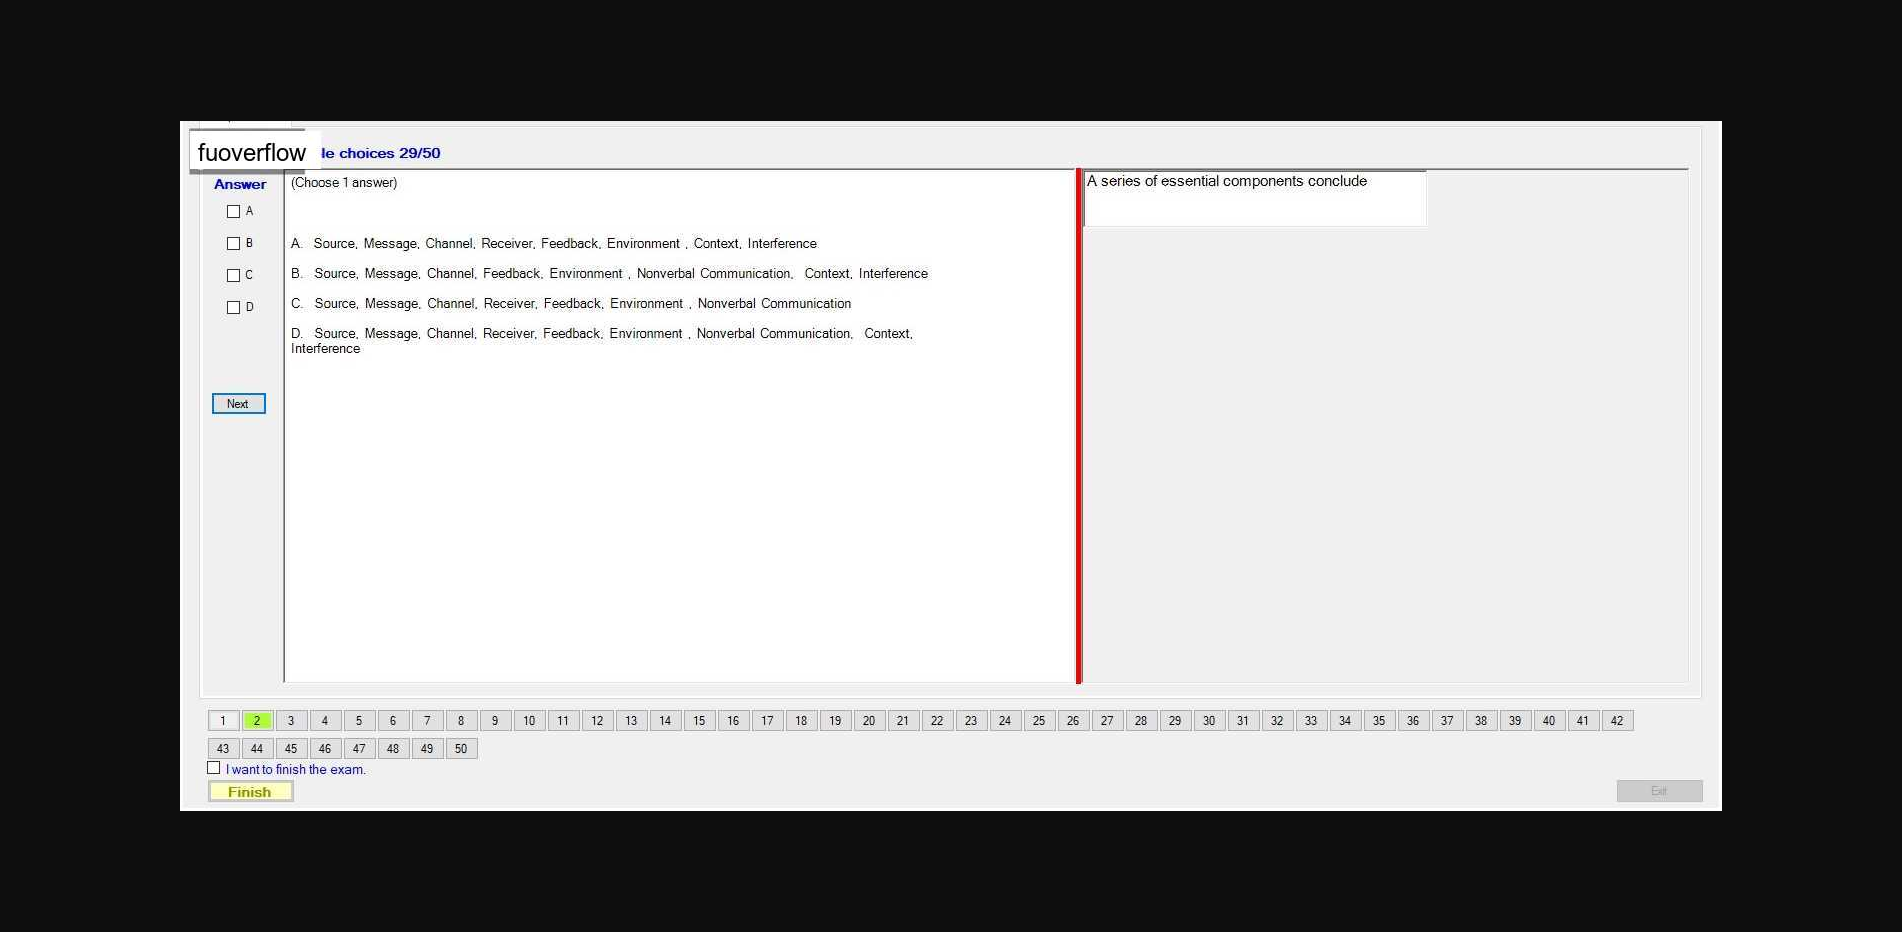 fuoverflow
le choices 29/50
Answer
(Choose 1 answer)
A series of essential components conclude
A
B
C
D
A. Source, Message, Channel, Receiver, Feedback, Environment , Context, Interference
B. Source, Message, Channel, Feedback, Environment , Nonverbal Communication, Context, Interference
C. Source, Message, Channel, Receiver, Feedback, Environment , Nonverbal Communication
D. Source, Message, Channel, Receiver, Feedback, Environment , Nonverbal Communication, Context,
Interference
Next
1 2 3 4 5 6 7 8 9 10 11 12 13 14 15 16 17 18 19 20 21 22 23 24 25 26 27 28 29 30 31 32 33 34 35 36 37 38 39 40 41 42
43 44 45 46 47 48 49 50
I want to finish the exam.
Finish
Exit